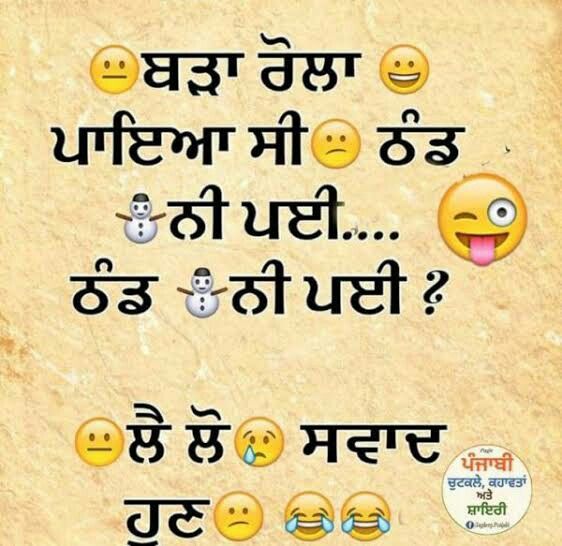 😐ਬੜਾ ਰੋਲਾ 😀
ਪਾਇਆ ਸੀ😕 ਠੰਡ
⛄ਨੀ ਪਈ.... 😜
ਠੰਡ ⛄ਨੀ ਪਈ ?
😐ਲੈ ਲੋ😢 ਸਵਾਦ
ਹੁਣ😕 😂😂
ਪੰਜਾਬੀ
ਚੁਟਕਲੇ, ਕਹਾਵਤਾਂ
ਅਤੇ
ਸ਼ਾਇਰੀ